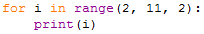 for i in range(2, 11, 2):
    print(i)